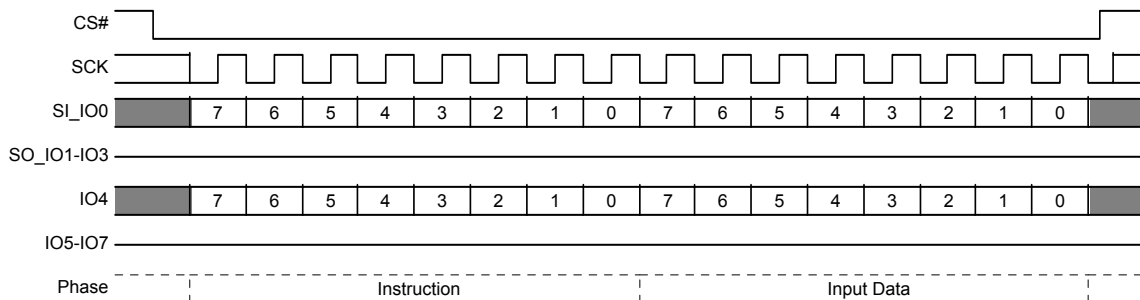 CS#
SCK
SI_IO0 7 6 5 4 3 2 1 0 7 6 5 4 3 2 1 0
SO_IO1-IO3
IO4 7 6 5 4 3 2 1 0 7 6 5 4 3 2 1 0
IO5-IO7
Phase Instruction Input Data